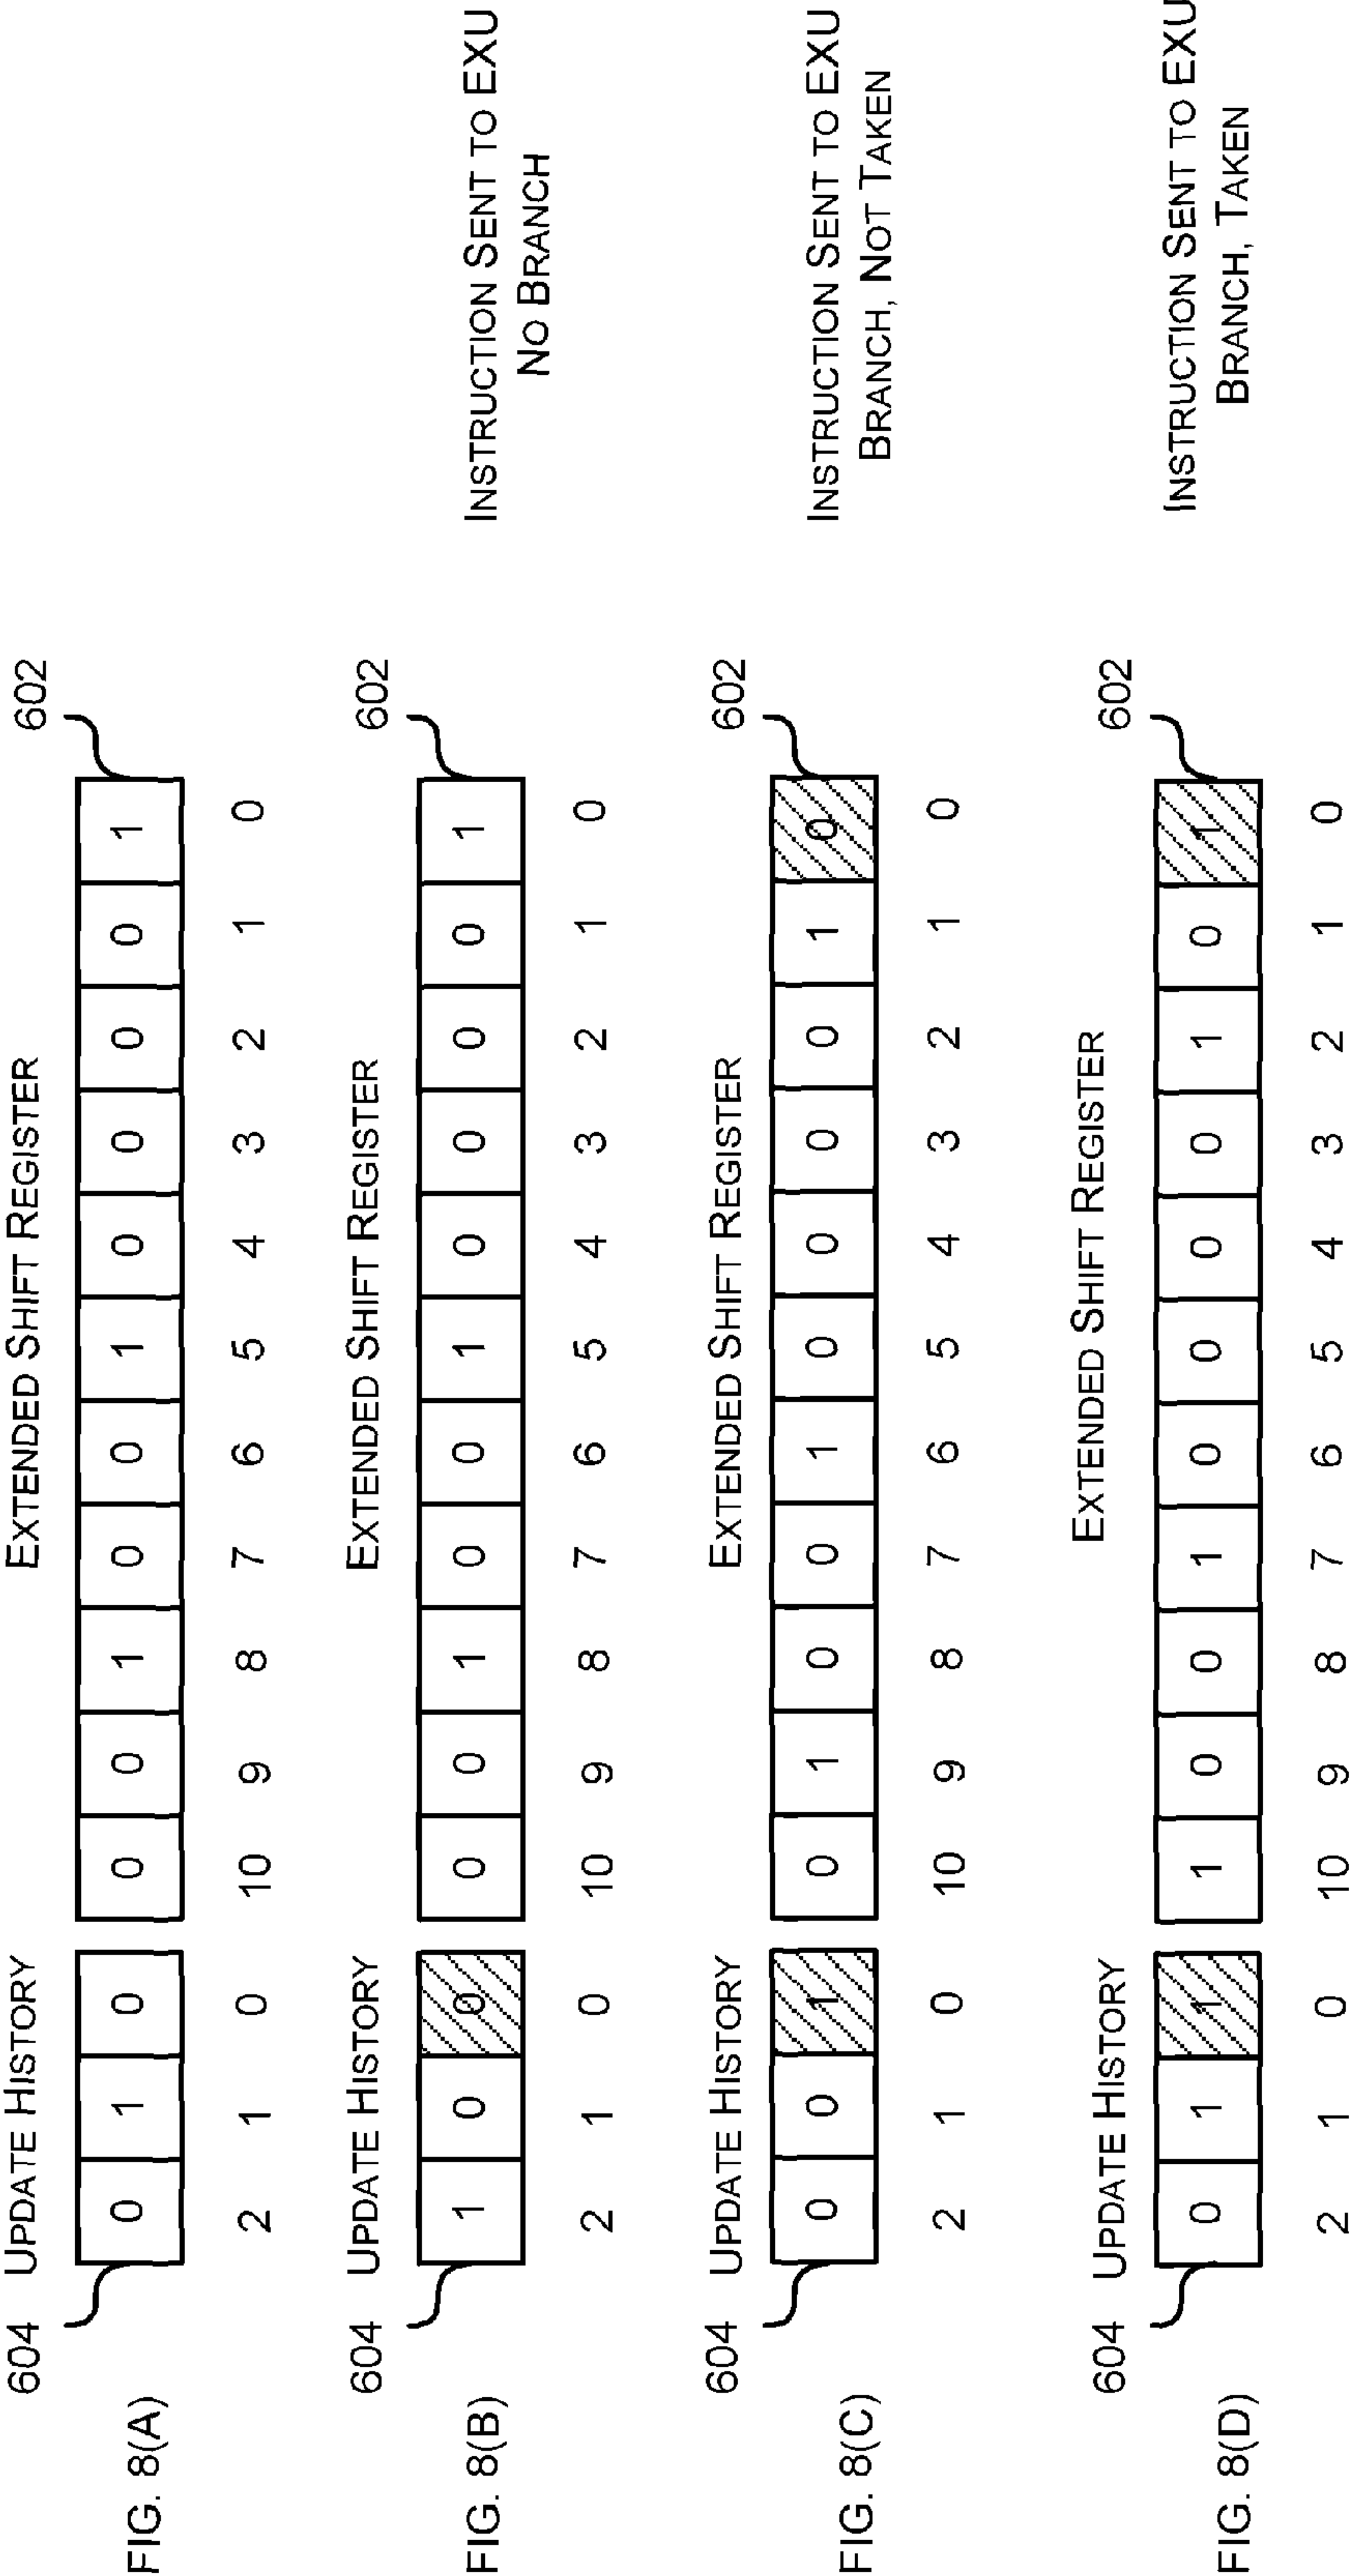 604 UPDATE HISTORY EXTENDED SHIFT REGISTER 602
FIG. 8(A) 0 1 0 0 0 1 0 0 1 0 0 0 0 1
2 1 0 10 9 8 7 6 5 4 3 2 1 0
604 UPDATE HISTORY EXTENDED SHIFT REGISTER 602
FIG. 8(B) 1 0 0 0 0 1 0 0 1 0 0 0 0 1 INSTRUCTION SENT TO EXU
NO BRANCH
2 1 0 10 9 8 7 6 5 4 3 2 1 0
604 UPDATE HISTORY EXTENDED SHIFT REGISTER 602
FIG. 8(C) 0 0 1 0 1 0 0 1 0 0 0 0 1 0 INSTRUCTION SENT TO EXU
BRANCH, NOT TAKEN
2 1 0 10 9 8 7 6 5 4 3 2 1 0
604 UPDATE HISTORY EXTENDED SHIFT REGISTER 602
FIG. 8(D) 0 1 1 1 0 0 1 0 0 0 0 1 0 1 INSTRUCTION SENT TO EXU
BRANCH, TAKEN
2 1 0 10 9 8 7 6 5 4 3 2 1 0